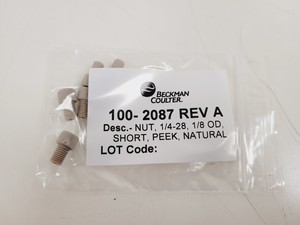 BECKMAN
COULTER.
100- 2087 REV A
Desc.- NUT, 1/4-28, 1/8 OD,
SHORT, PEEK, NATURAL
LOT Code: